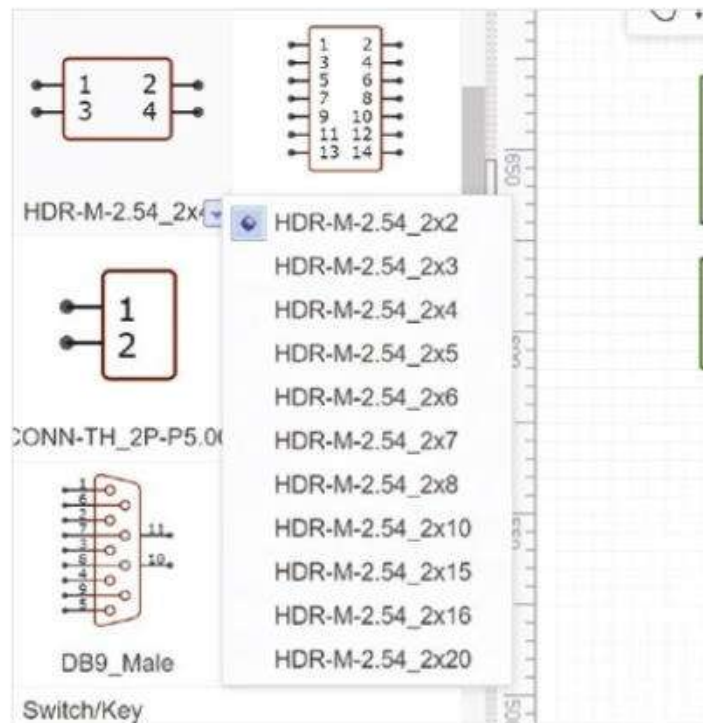 1 2
3 4
1 2
3 4
5 6
7 8
9 10
11 12
13 14
HDR-M-2.54_2x4
HDR-M-2.54_2x2
HDR-M-2.54_2x3
HDR-M-2.54_2x4
HDR-M-2.54_2x5
HDR-M-2.54_2x6
HDR-M-2.54_2x7
HDR-M-2.54_2x8
HDR-M-2.54_2x10
HDR-M-2.54_2x15
HDR-M-2.54_2x16
HDR-M-2.54_2x20
1
2
CONN-TH_2P-P5.0
11
10
DB9_Male
Switch/Key
650